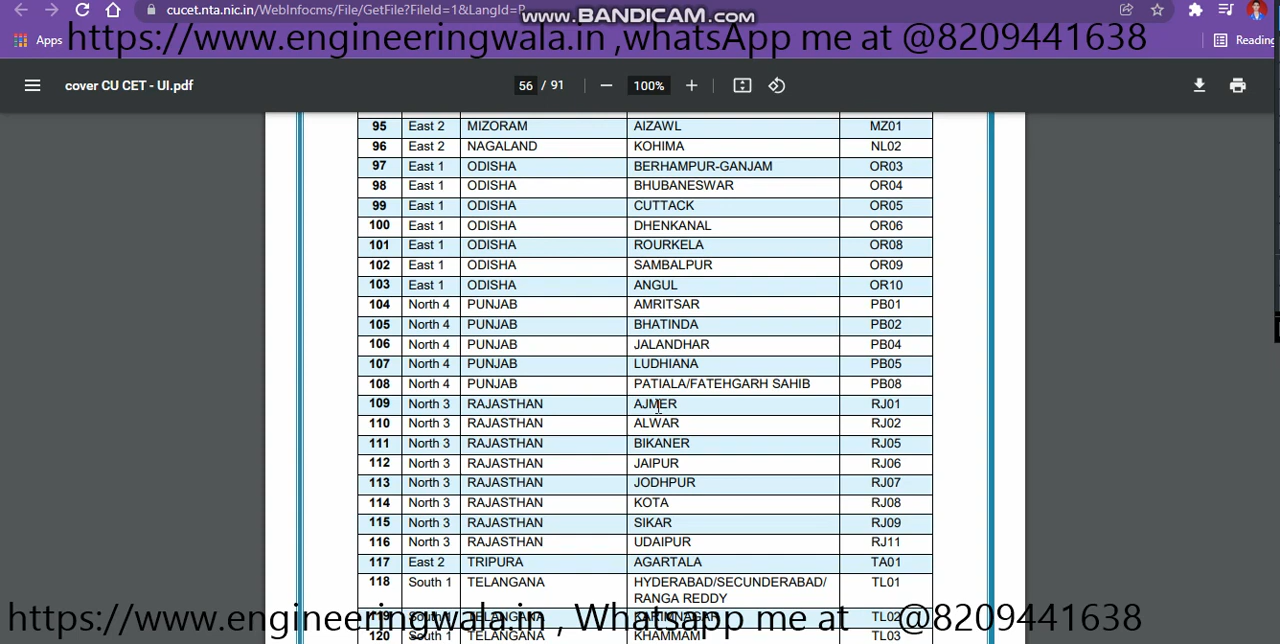 cucet.nta.nic.in/WebInfocms/File/GetFile?FileId=1&LangId=P
www.BANDICAM.com
Apps https://www.engineeringwala.in ,whatsApp me at @8209441638 Reading
cover CU CET - UI.pdf 56 / 91 100%
95 East 2 MIZORAM AIZAWL MZ01
96 East 2 NAGALAND KOHIMA NL02
97 East 1 ODISHA BERHAMPUR-GANJAM OR03
98 East 1 ODISHA BHUBANESWAR OR04
99 East 1 ODISHA CUTTACK OR05
100 East 1 ODISHA DHENKANAL OR06
101 East 1 ODISHA ROURKELA OR08
102 East 1 ODISHA SAMBALPUR OR09
103 East 1 ODISHA ANGUL OR10
104 North 4 PUNJAB AMRITSAR PB01
105 North 4 PUNJAB BHATINDA PB02
106 North 4 PUNJAB JALANDHAR PB04
107 North 4 PUNJAB LUDHIANA PB05
108 North 4 PUNJAB PATIALA/FATEHGARH SAHIB PB08
109 North 3 RAJASTHAN AJMER RJ01
110 North 3 RAJASTHAN ALWAR RJ02
111 North 3 RAJASTHAN BIKANER RJ05
112 North 3 RAJASTHAN JAIPUR RJ06
113 North 3 RAJASTHAN JODHPUR RJ07
114 North 3 RAJASTHAN KOTA RJ08
115 North 3 RAJASTHAN SIKAR RJ09
116 North 3 RAJASTHAN UDAIPUR RJ11
117 East 2 TRIPURA AGARTALA TA01
118 South 1 TELANGANA HYDERABAD/SECUNDERABAD/ TL01
RANGA REDDY
119 South 1 TELANGANA KARIMNAGAR TL02
https://www.engineeringwala.in , Whatsapp me at @8209441638
120 South 1 TELANGANA KHAMMAM TL03